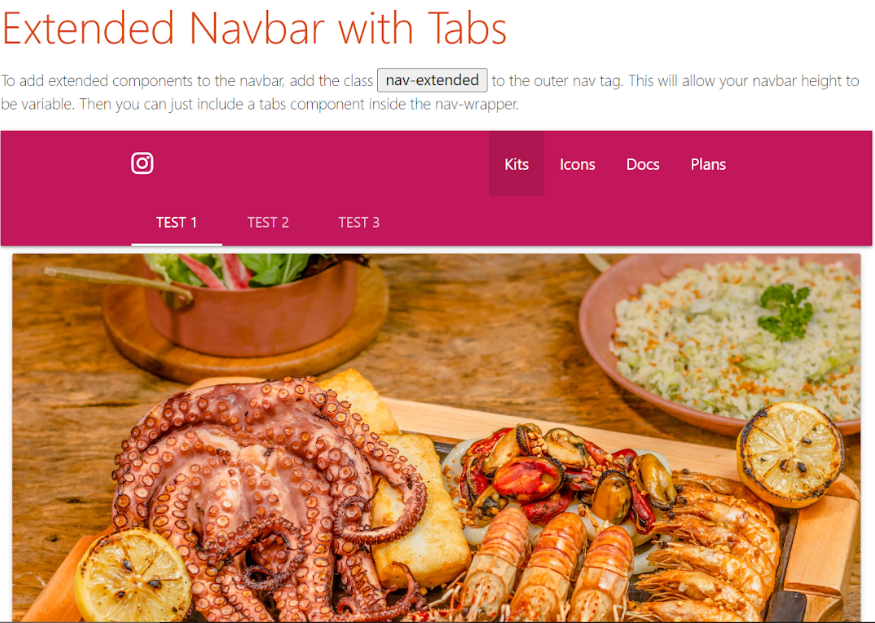 Extended Navbar with Tabs
To add extended components to the navbar, add the class nav-extended to the outer nav tag. This will allow your navbar height to
be variable. Then you can just include a tabs component inside the nav-wrapper.
Kits Icons Docs Plans
TEST 1 TEST 2 TEST 3